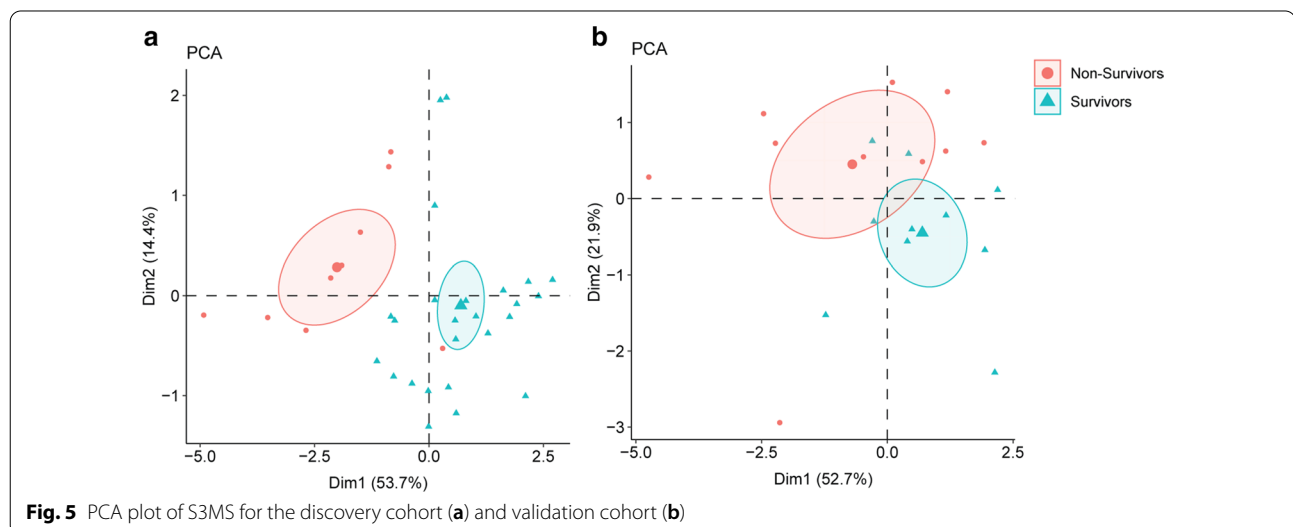 a
PCA
Dim2 (14.4%)
2
1
0
−1
−5.0 −2.5 0.0 2.5
Dim1 (53.7%)
b
PCA
Dim2 (21.9%)
1
0
−1
−2
−3
−5.0 −2.5 0.0 2.5
Dim1 (52.7%)
Non-Survivors
Survivors
Fig. 5 PCA plot of S3MS for the discovery cohort (a) and validation cohort (b)